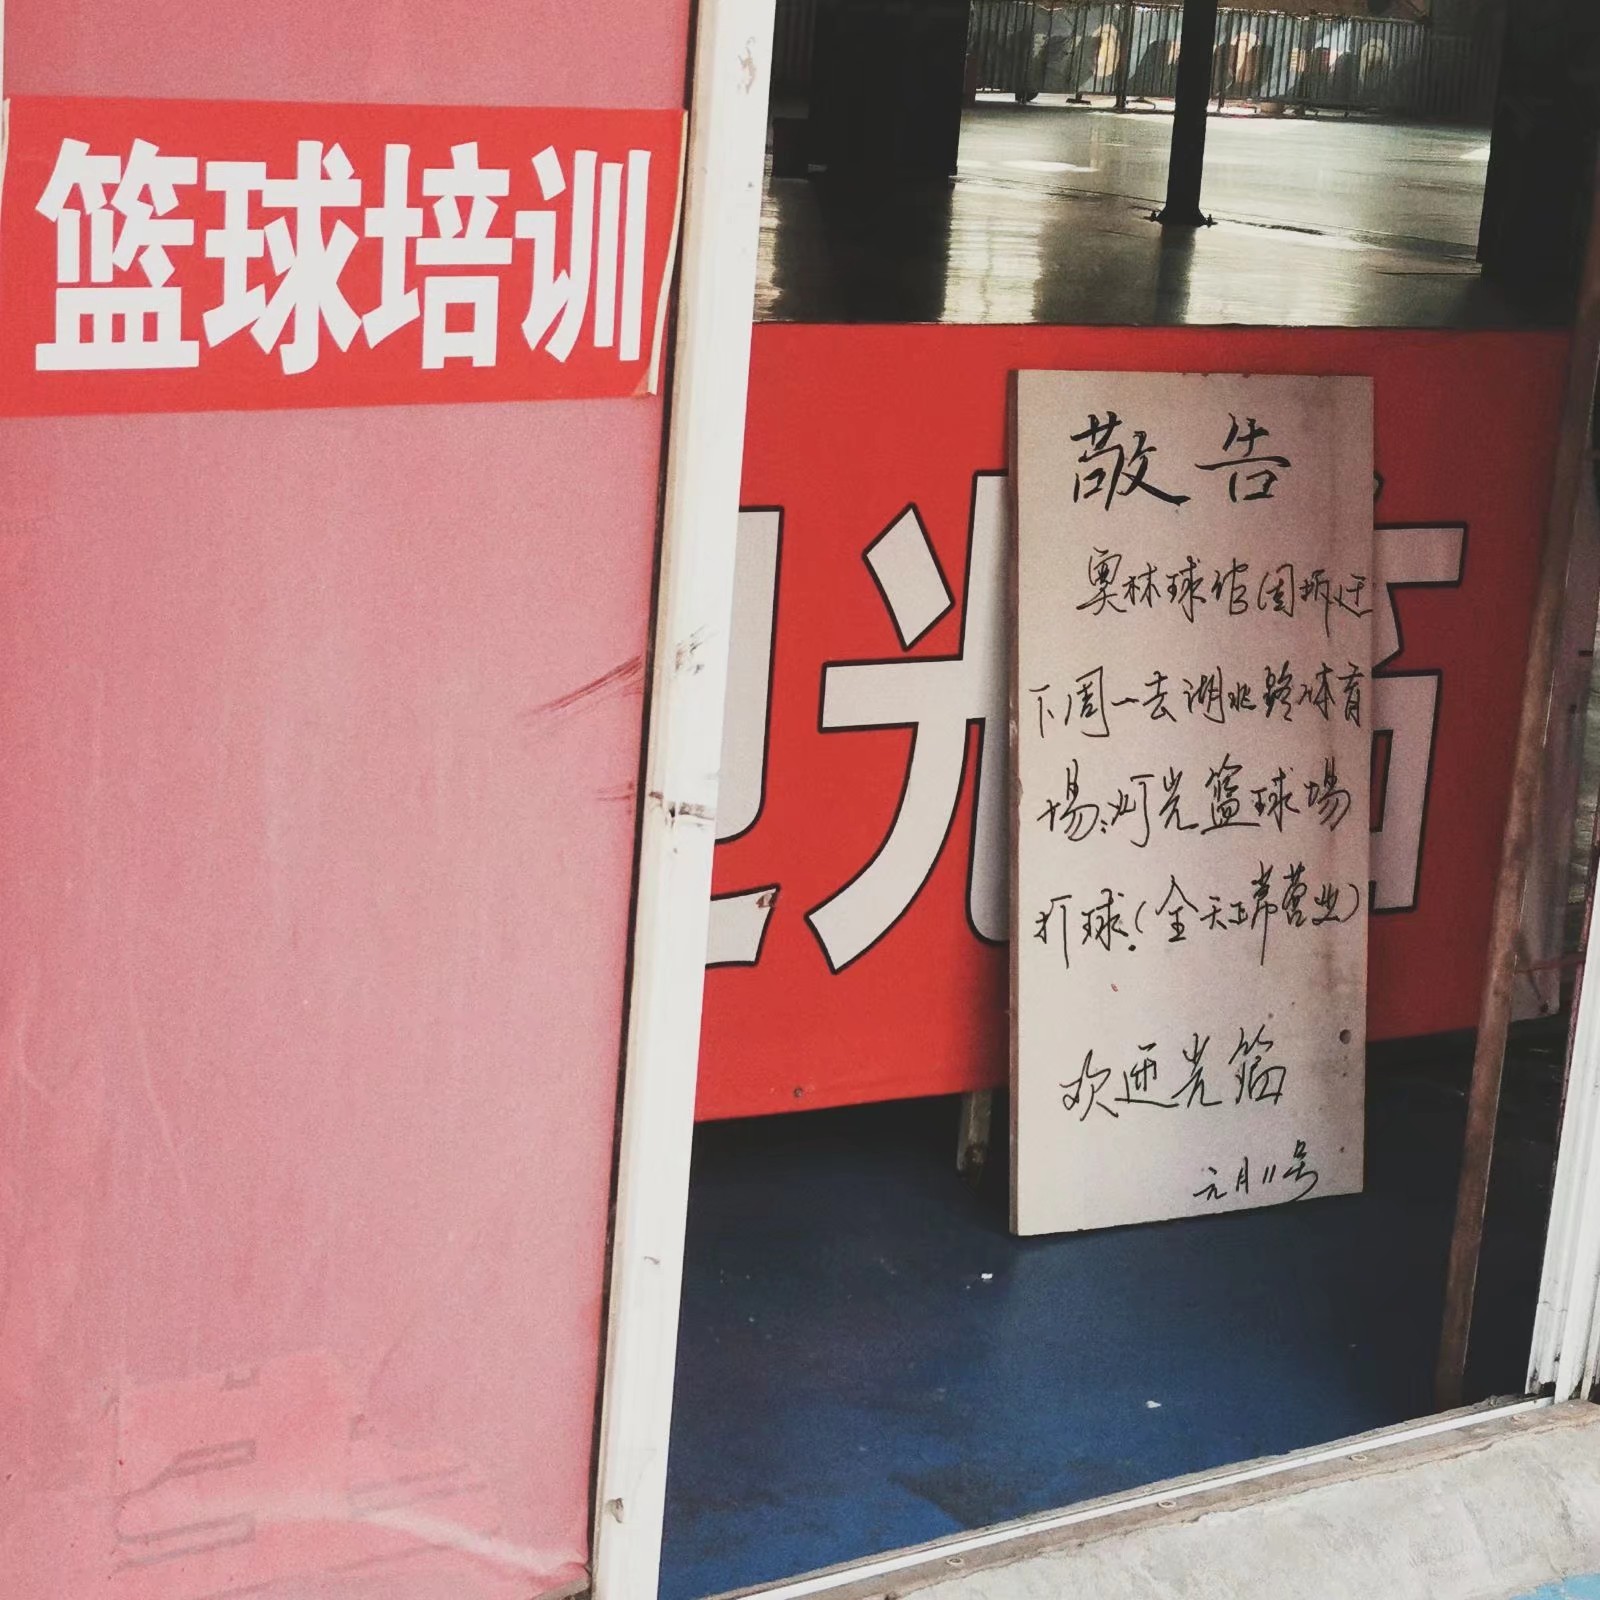 篮球培训
光
敬告
奥林球馆因拆迁
下周一去湖北路体育
場:灯光篮球場
打球.(全天正常营业)
欢迎光临
元月11号